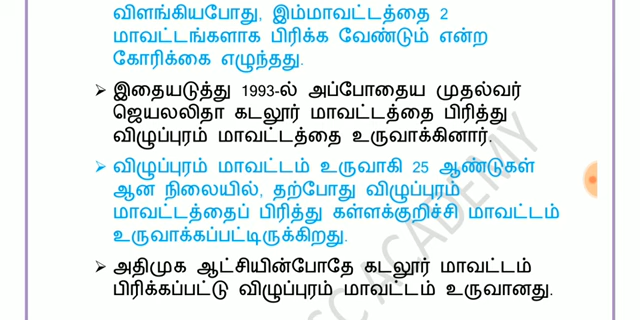 விளங்கியபோது, இம்மாவட்டத்தை 2
மாவட்டங்களாக பிரிக்க வேண்டும் என்ற
கோரிக்கை எழுந்தது.
➤ இதையடுத்து 1993-ல் அப்போதைய முதல்வர்
ஜெயலலிதா கடலூர் மாவட்டத்தை பிரித்து
விழுப்புரம் மாவட்டத்தை உருவாக்கினார்.
➤ விழுப்புரம் மாவட்டம் உருவாகி 25 ஆண்டுகள்
ஆன நிலையில், தற்போது விழுப்புரம்
மாவட்டத்தைப் பிரித்து கள்ளக்குறிச்சி மாவட்டம்
உருவாக்கப்பட்டிருக்கிறது.
➤ அதிமுக ஆட்சியின்போதே கடலூர் மாவட்டம்
பிரிக்கப்பட்டு விழுப்புரம் மாவட்டம் உருவானது.
SC ACADEMY